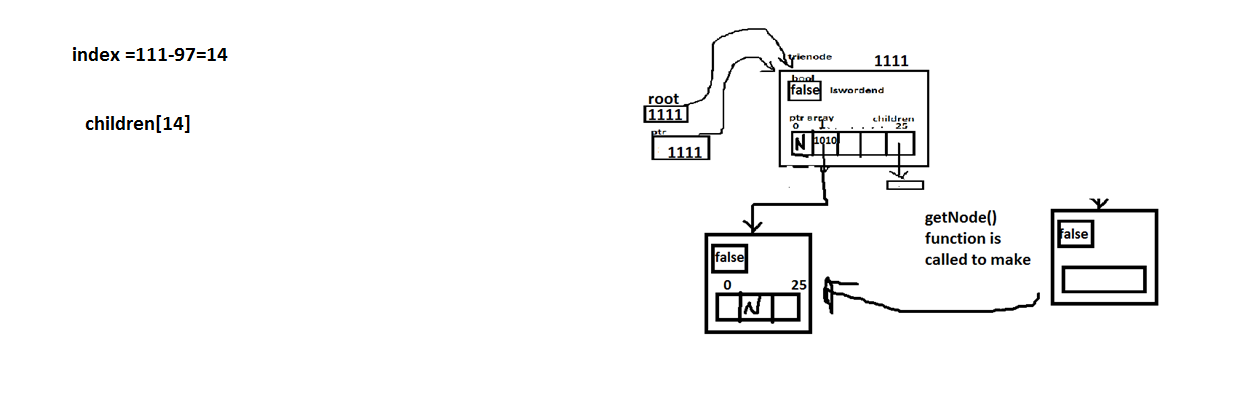 index =111-97=14
children[14]
trienode 1111
bool
false Iswordend
root
1111
ptr
1111
ptr array children
0 1 . . . . . 25
N 1010
getNode()
function is
called to make
false
0 25
N
false